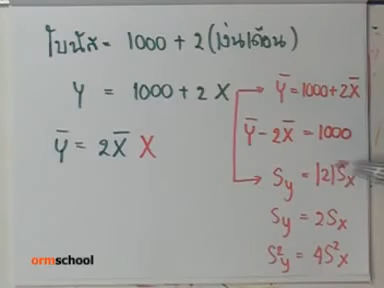 โบนัส = 1000 + 2 (เงินเดือน)
Y = 1000 + 2 X
Y̅ = 2X̅ X
Y̅ = 1000 + 2X̅
Y̅ - 2X̅ = 1000
Sy = |2| Sx
Sy = 2Sx
S²y = 4S²x
ormschool